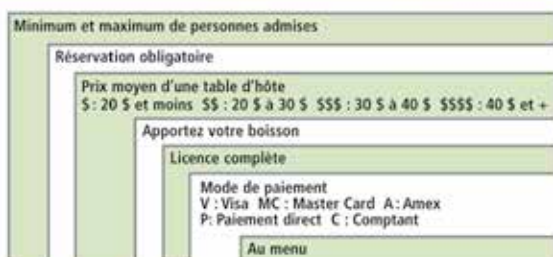 Minimum et maximum de personnes admises
Réservation obligatoire
Prix moyen d'une table d'hôte
$ : 20 $ et moins $$ : 20 $ à 30 $ $$$ : 30 $ à 40 $ $$$$ : 40 $ et +
Apportez votre boisson
Licence complète
Mode de paiement
V : Visa MC : Master Card A : Amex
P: Paiement direct C : Comptant
Au menu